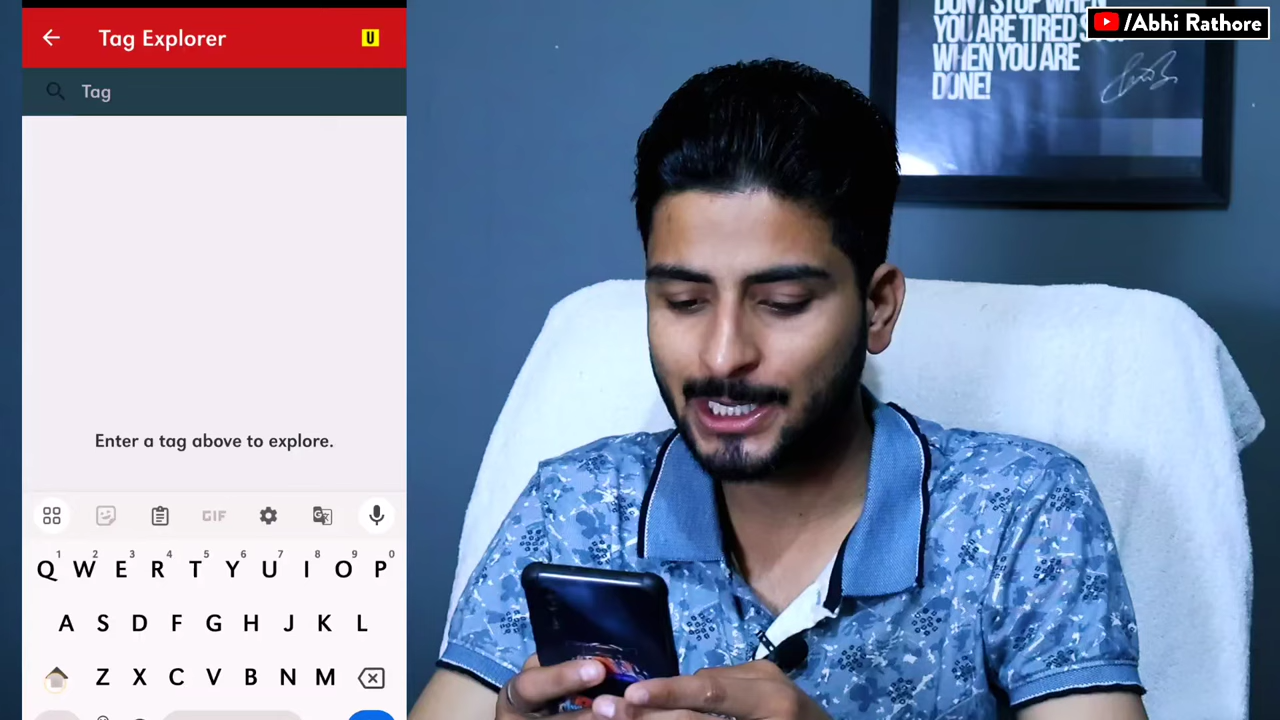 Tag Explorer
U
Tag
Enter a tag above to explore.
GIF
1 2 3 4 5 6 7 8 9 0
Q W E R T Y U I O P
A S D F G H J K L
Z X C V B N M
/Abhi Rathore
DON'T STOP WHEN
YOU ARE TIRED STOP
WHEN YOU ARE
DONE!